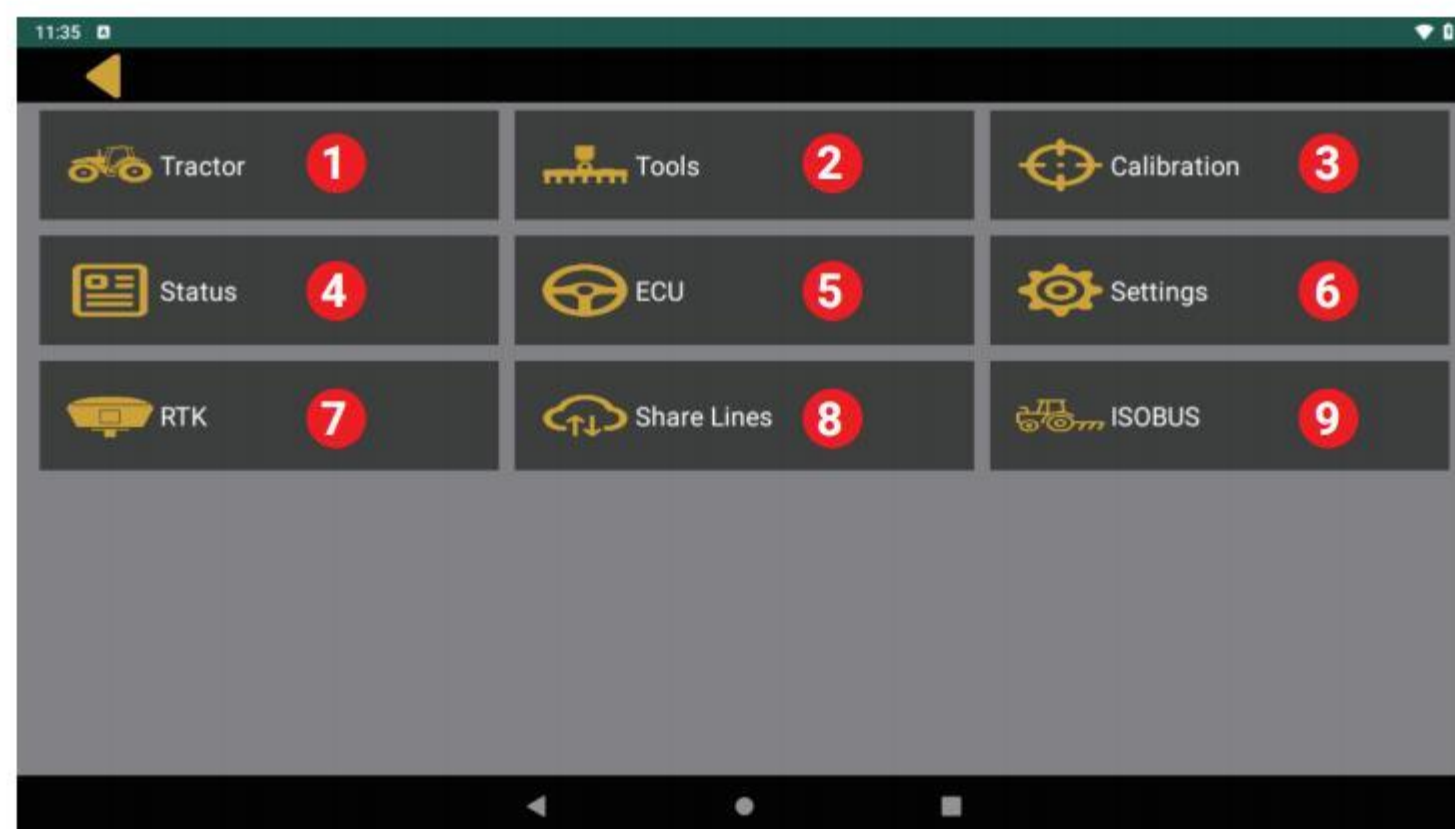 11:35 A
Tractor 1
Tools 2
Calibration 3
Status 4
ECU 5
Settings 6
RTK 7
Share Lines 8
ISOBUS 9